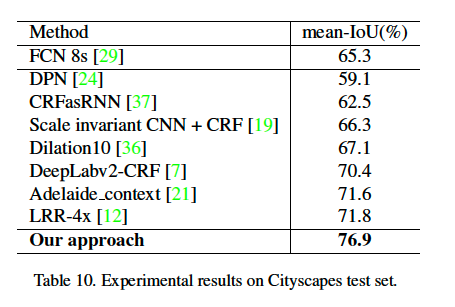 Method mean-IoU(%)
FCN 8s [29] 65.3
DPN [24] 59.1
CRFasRNN [37] 62.5
Scale invariant CNN + CRF [19] 66.3
Dilation10 [36] 67.1
DeepLabv2-CRF [7] 70.4
Adelaide_context [21] 71.6
LRR-4x [12] 71.8
Our approach 76.9
Table 10. Experimental results on Cityscapes test set.